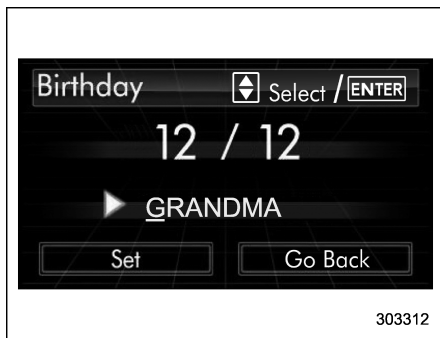 Birthday Select / ENTER
12 / 12
GRANDMA
Set Go Back
303312